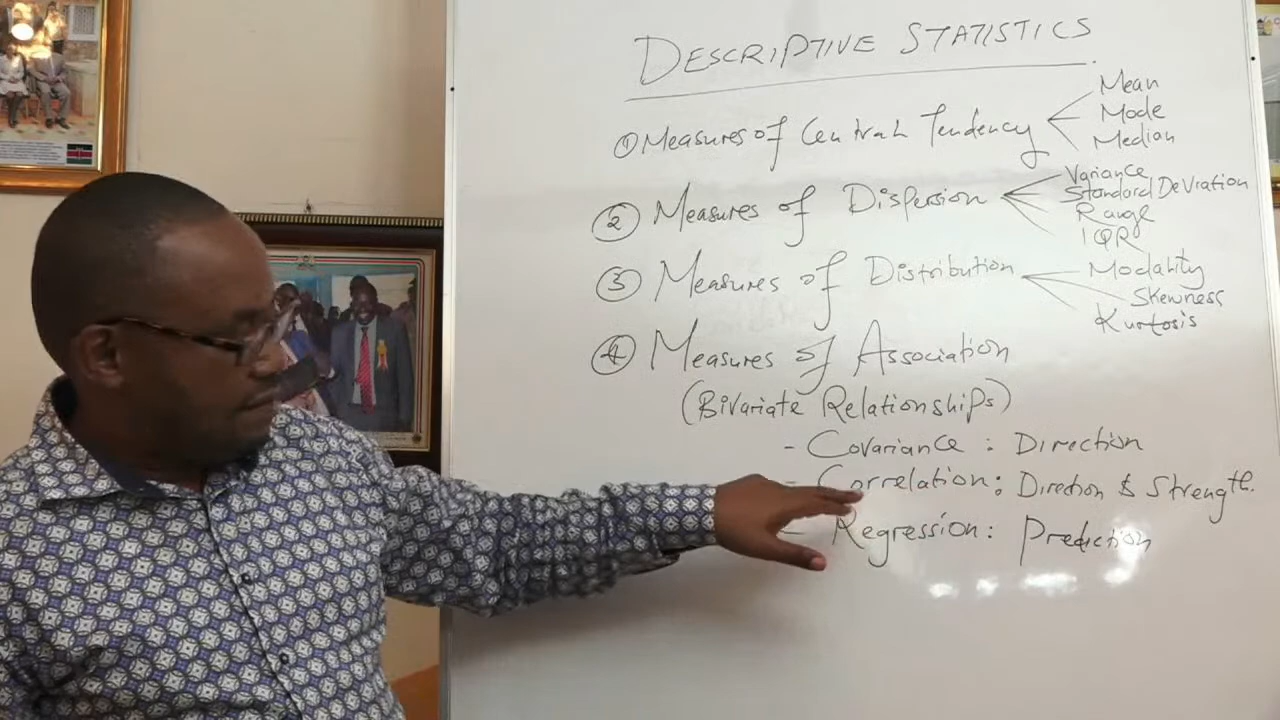 DESCRIPTIVE STATISTICS
① Measures of Central Tendency
Mean
Mode
Median
② Measures of Dispersion
Variance
Standard Deviation
Range
IQR
③ Measures of Distribution
Modality
Skewness
Kurtosis
④ Measures of Association
(Bivariate Relationships)
- Covariance : Direction
- Correlation : Direction & Strength.
- Regression : Prediction